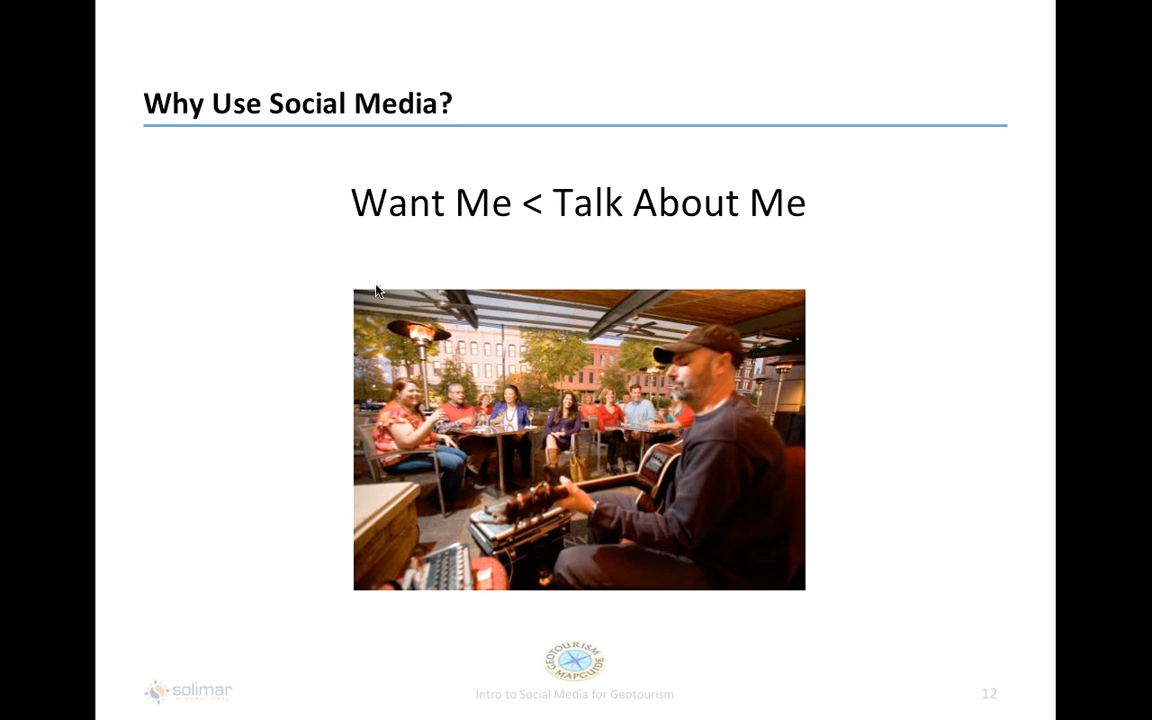 Why Use Social Media?
Want Me < Talk About Me
GEOTOURISM
MAPGUIDE
solimar
INTERNATIONAL
Intro to Social Media for Geotourism
12